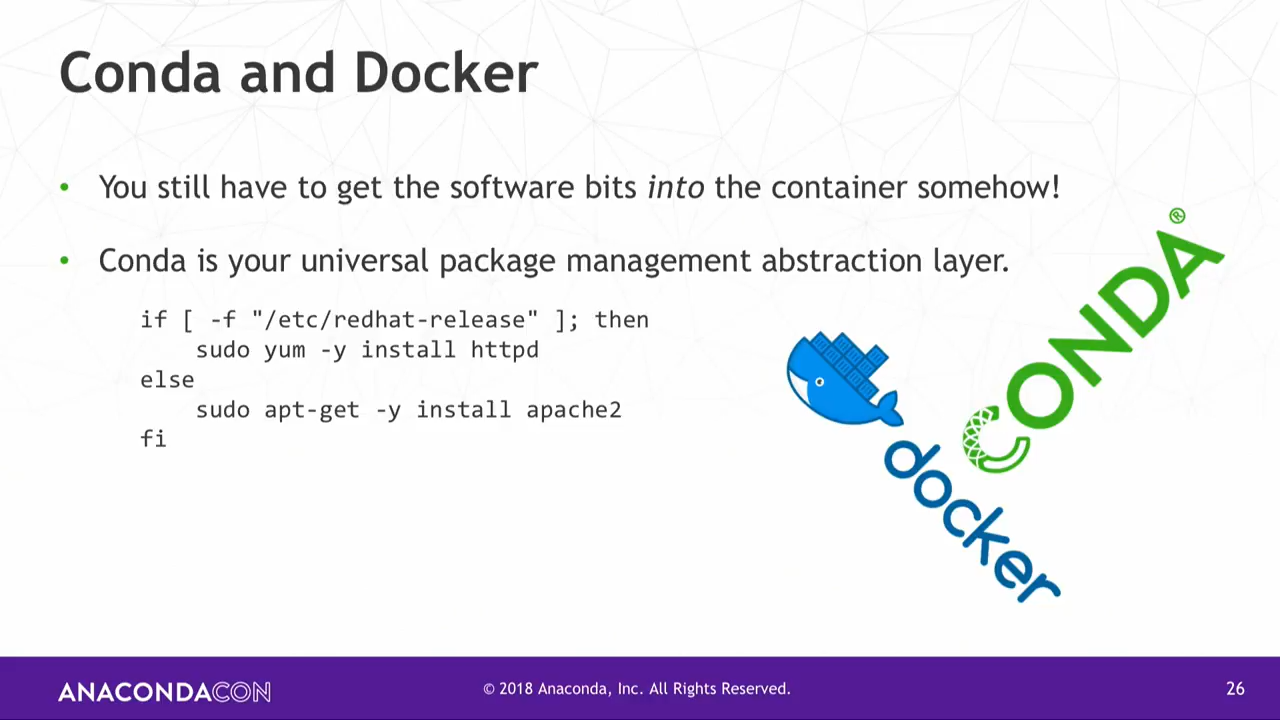 Conda and Docker
• You still have to get the software bits into the container somehow!
• Conda is your universal package management abstraction layer.
if [ -f "/etc/redhat-release" ]; then
    sudo yum -y install httpd
else
    sudo apt-get -y install apache2
fi
CONDA®
docker
ANACONDACON
© 2018 Anaconda, Inc. All Rights Reserved.
26